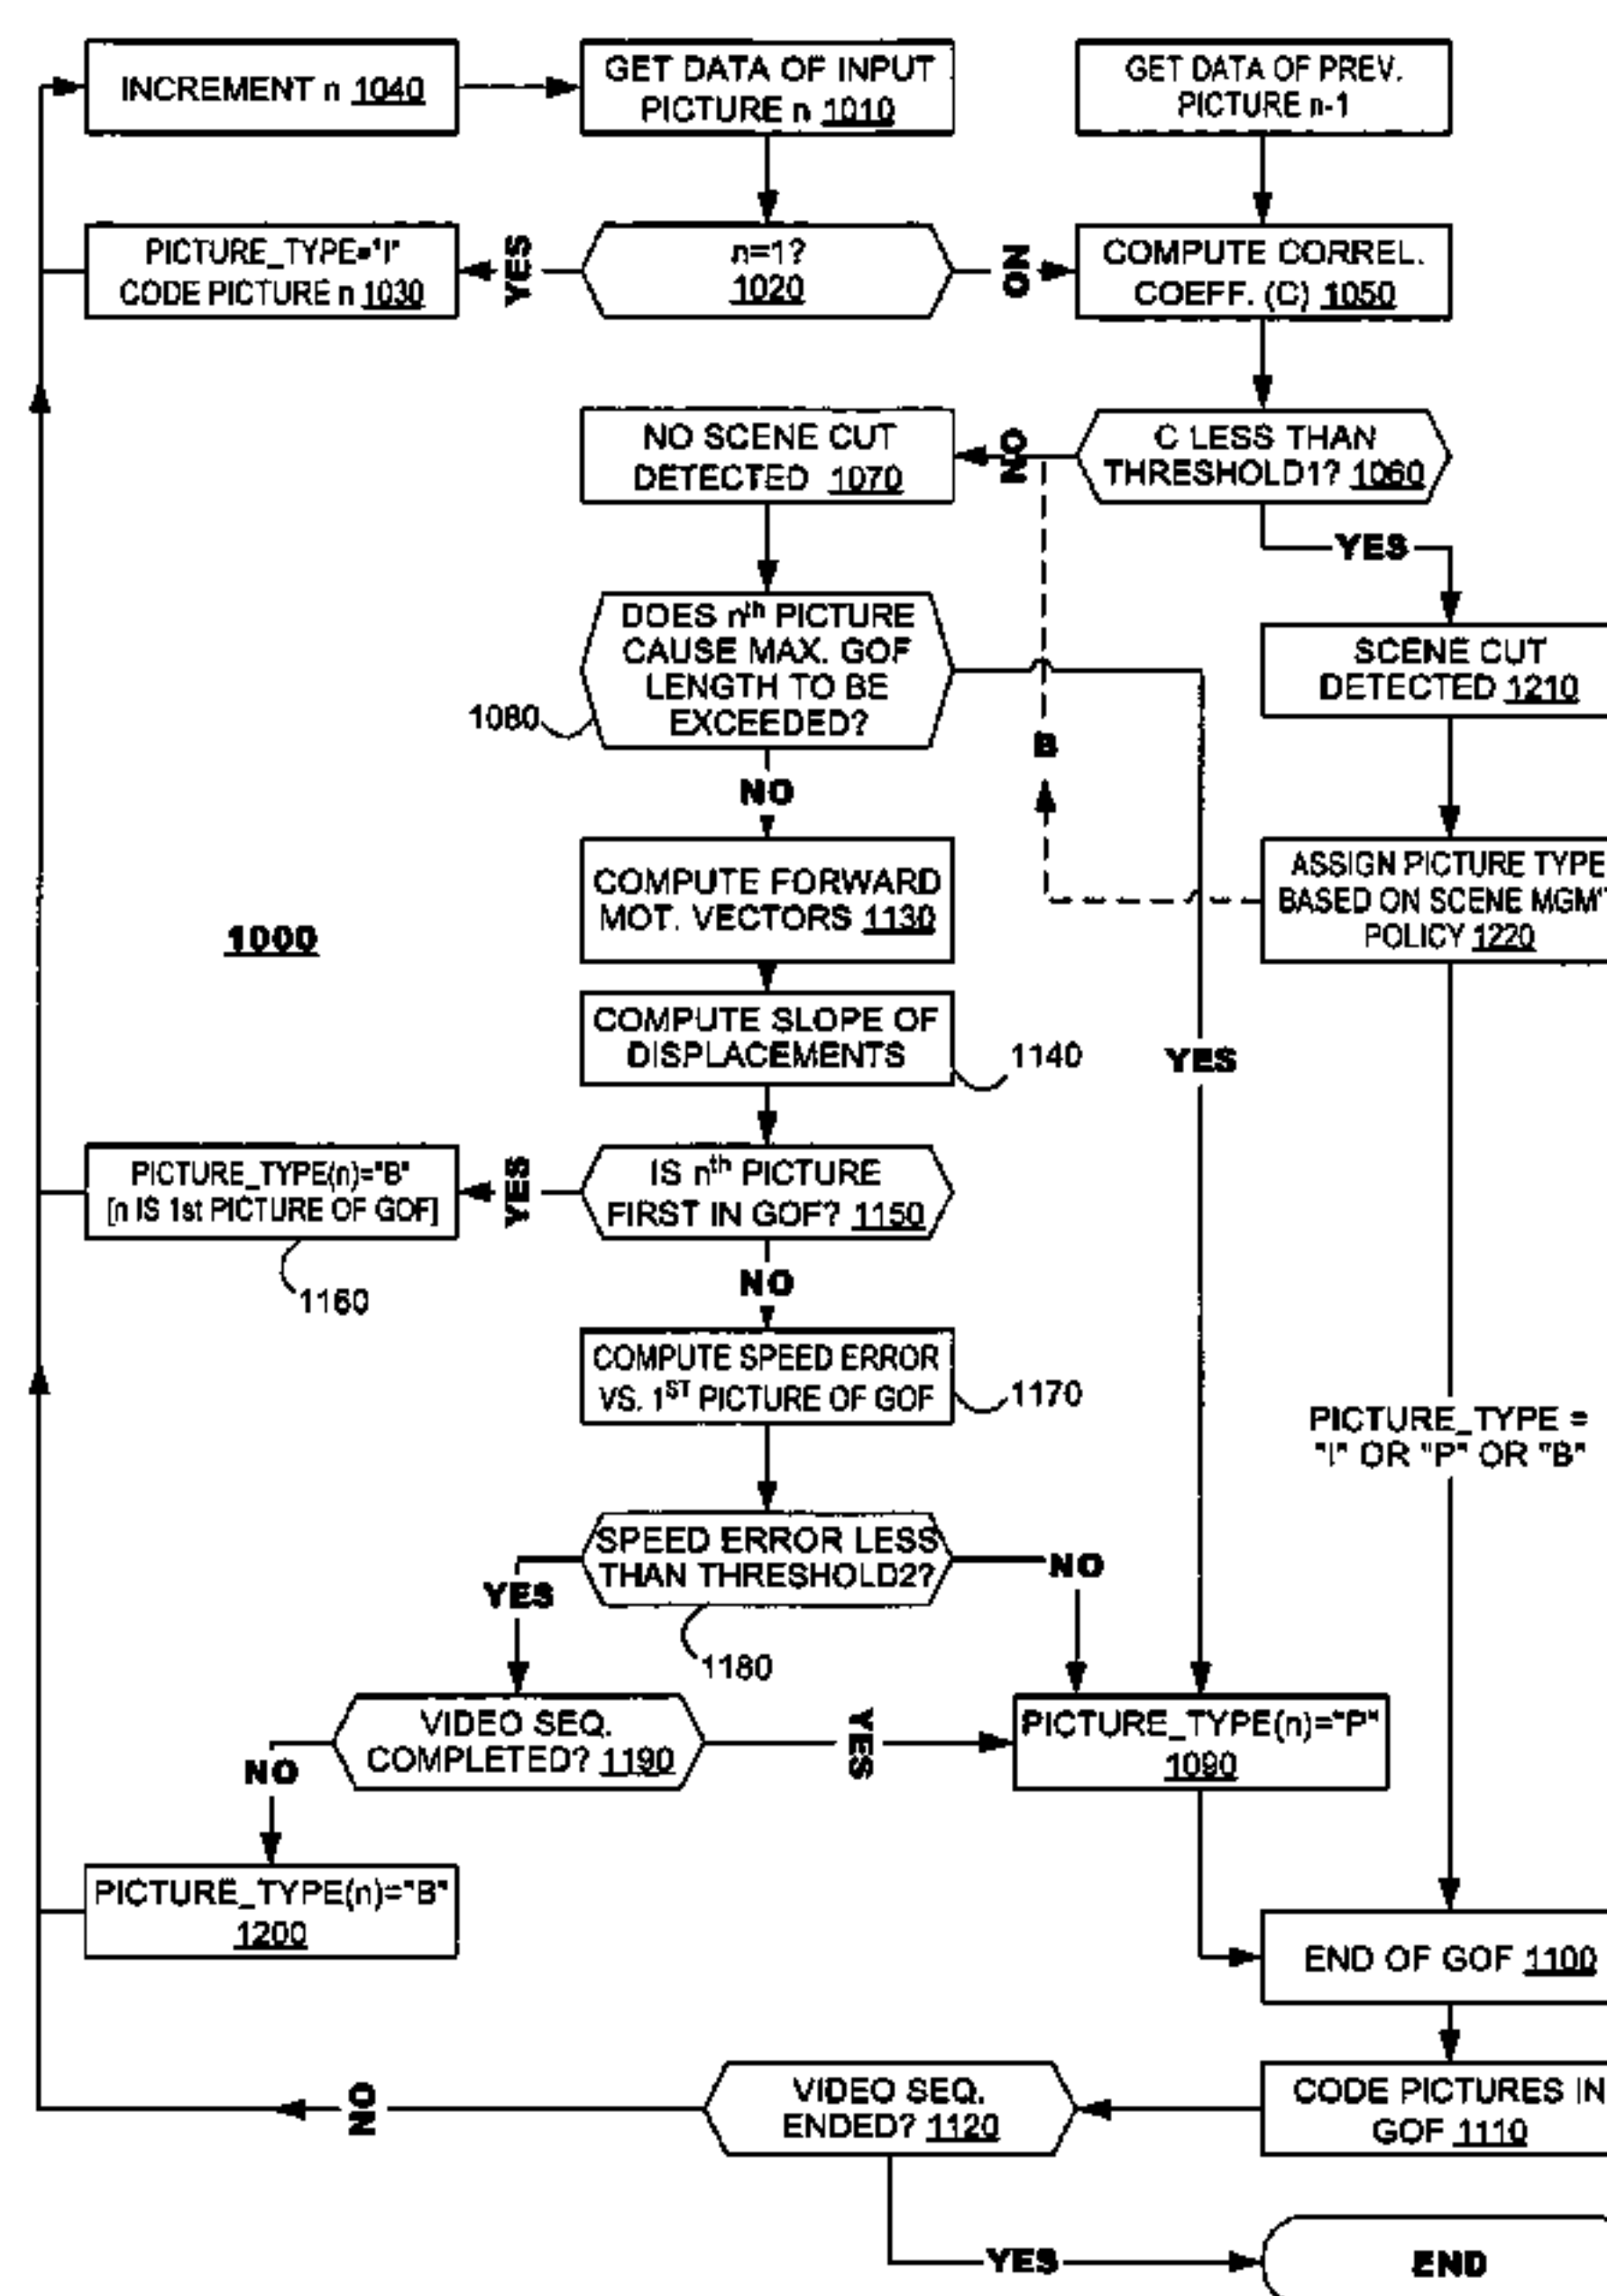 INCREMENT n 1040
GET DATA OF INPUT
PICTURE n 1010
GET DATA OF PREV.
PICTURE n-1
PICTURE_TYPE="I"
CODE PICTURE n 1030
YES
n=1?
1020
NO
COMPUTE CORREL.
COEFF. (C) 1050
NO SCENE CUT
DETECTED 1070
NO
C LESS THAN
THRESHOLD1? 1060
YES
DOES nth PICTURE
CAUSE MAX. GOF
LENGTH TO BE
EXCEEDED?
1080
SCENE CUT
DETECTED 1210
B
NO
COMPUTE FORWARD
MOT. VECTORS 1130
ASSIGN PICTURE TYPE
BASED ON SCENE MGM'T
POLICY 1220
1000
COMPUTE SLOPE OF
DISPLACEMENTS
1140
YES
PICTURE_TYPE(n)="B"
[n IS 1st PICTURE OF GOF]
1160
YES
IS nth PICTURE
FIRST IN GOF? 1150
NO
COMPUTE SPEED ERROR
VS. 1ST PICTURE OF GOF
1170
PICTURE_TYPE =
"I" OR "P" OR "B"
SPEED ERROR LESS
THAN THRESHOLD2?
YES
NO
1180
VIDEO SEQ.
COMPLETED? 1190
YES
PICTURE_TYPE(n)="P"
1090
NO
PICTURE_TYPE(n)="B"
1200
END OF GOF 1100
NO
VIDEO SEQ.
ENDED? 1120
CODE PICTURES IN
GOF 1110
YES
END